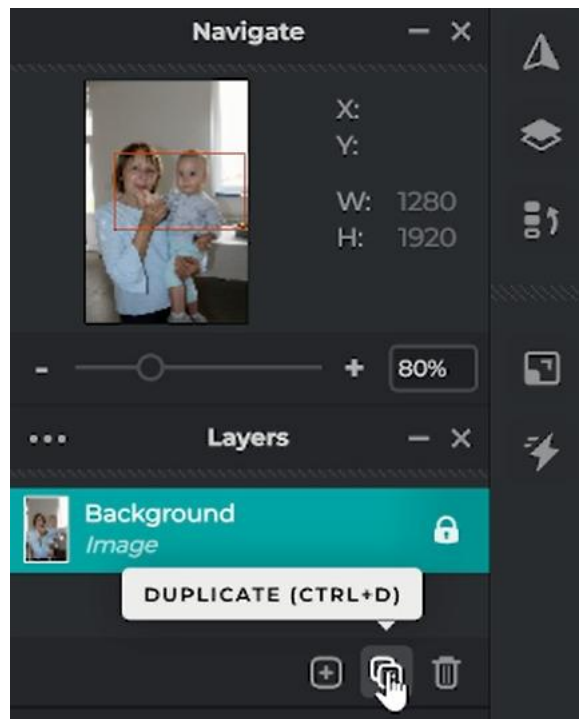 Navigate
X:
Y:
W: 1280
H: 1920
- + 80%
Layers
Background
Image
DUPLICATE (CTRL+D)